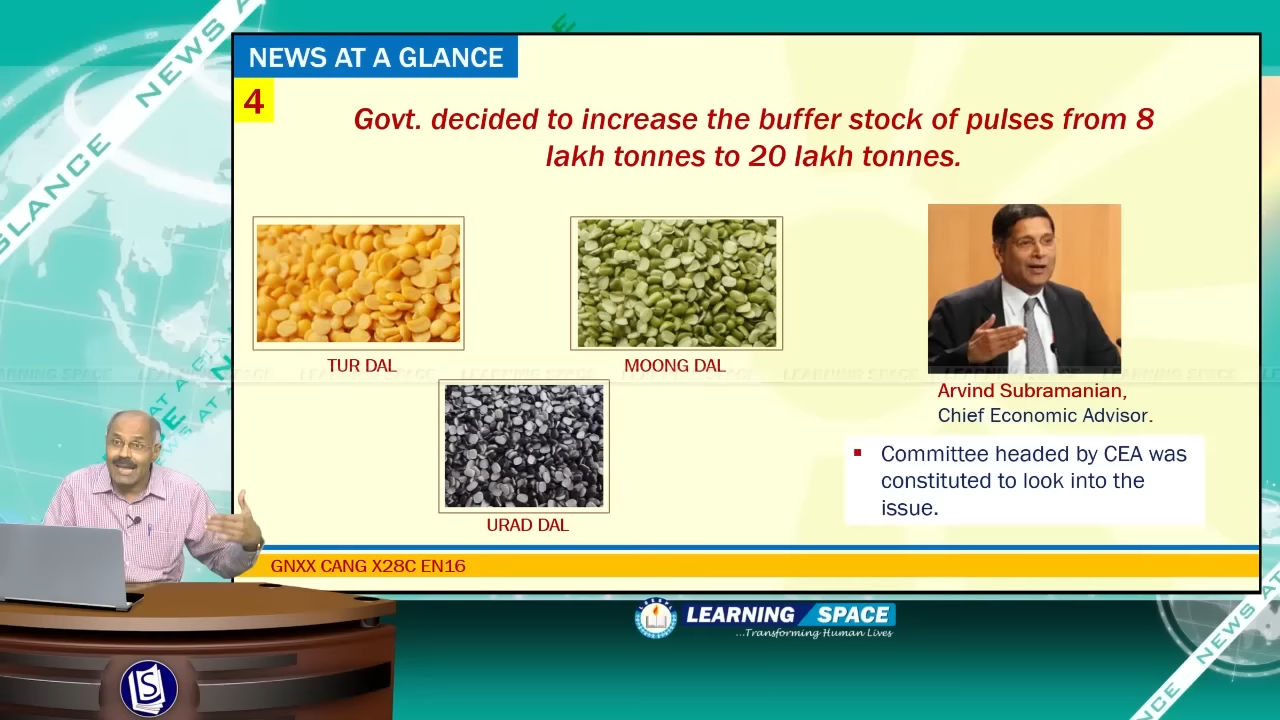 NEWS AT A GLANCE
4
Govt. decided to increase the buffer stock of pulses from 8
lakh tonnes to 20 lakh tonnes.
TUR DAL
MOONG DAL
URAD DAL
Arvind Subramanian,
Chief Economic Advisor.
▪ Committee headed by CEA was
constituted to look into the
issue.
GNXX CANG X28C EN16
LEARNING SPACE
...Transforming Human Lives
LS